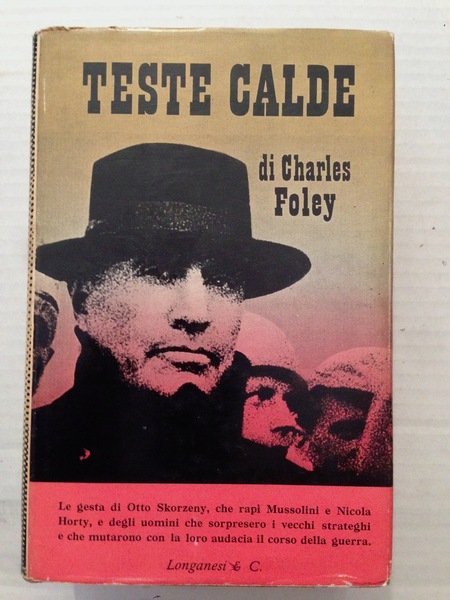 TESTE CALDE
di Charles
Foley
Le gesta di Otto Skorzeny, che rapì Mussolini e Nicola
Horty, e degli uomini che sorpresero i vecchi strateghi
e che mutarono con la loro audacia il corso della guerra.
Longanesi & C.